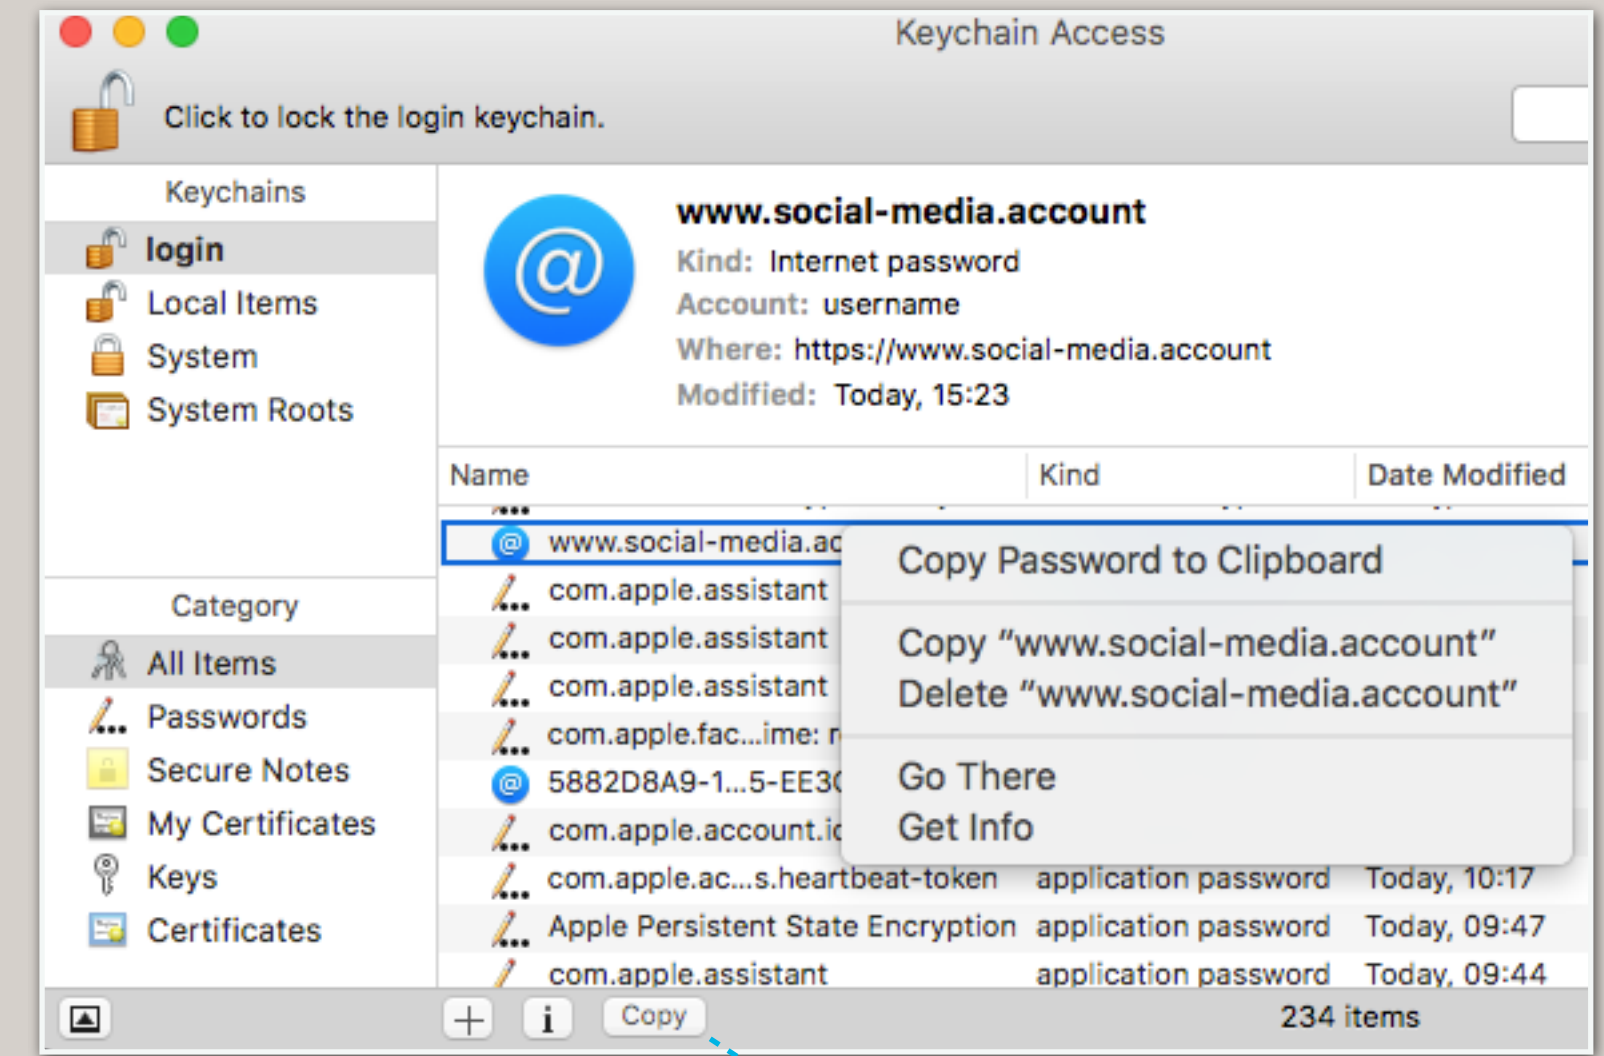 Keychain Access
Click to lock the login keychain.
Keychains
login
Local Items
System
System Roots
Category
All Items
Passwords
Secure Notes
My Certificates
Keys
Certificates
@
www.social-media.account
Kind: Internet password
Account: username
Where: https://www.social-media.account
Modified: Today, 15:23
Name Kind Date Modified
@ www.social-media.ac
com.apple.assistant
com.apple.assistant
com.apple.assistant
com.apple.fac...ime: r
@ 5882D8A9-1...5-EE3
com.apple.account.i
com.apple.ac...s.heartbeat-token application password Today, 10:17
Apple Persistent State Encryption application password Today, 09:47
com.apple.assistant application password Today, 09:44
Copy Password to Clipboard
Copy “www.social-media.account”
Delete “www.social-media.account”
Go There
Get Info
+ i Copy 234 items